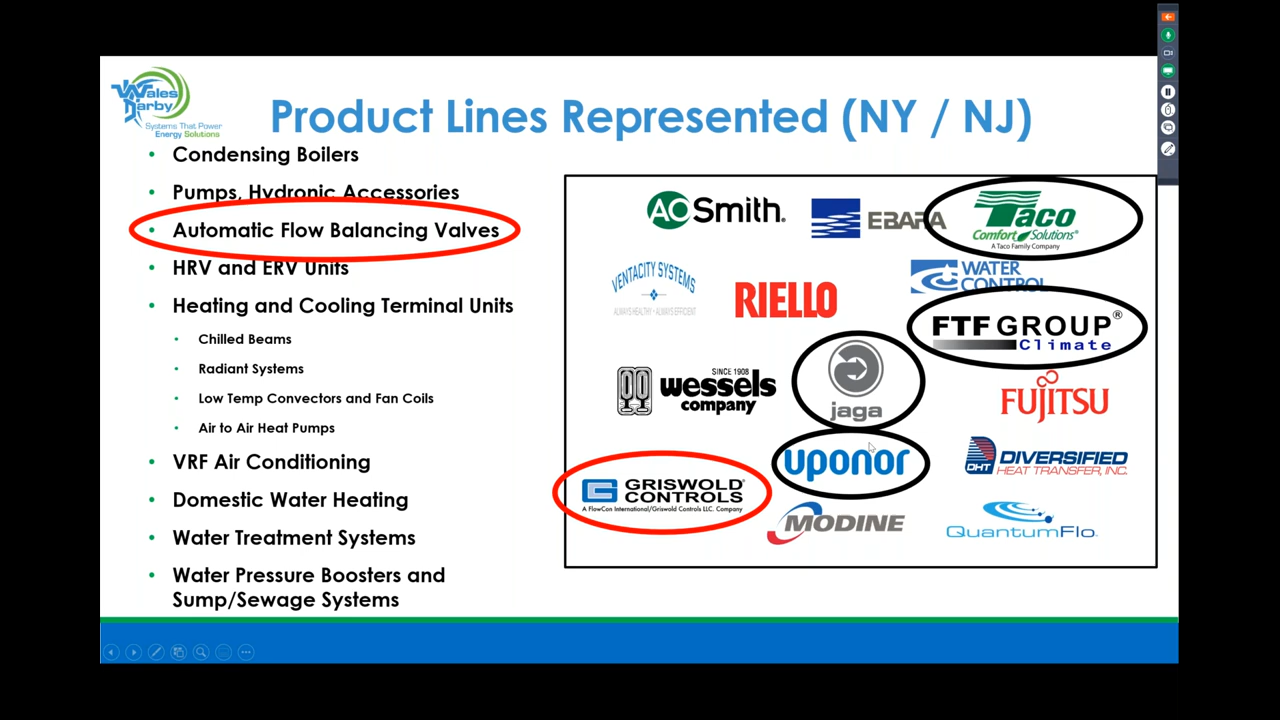 Wales
Darby
Systems That Power
Energy Solutions
Product Lines Represented (NY / NJ)
• Condensing Boilers
• Pumps, Hydronic Accessories
• Automatic Flow Balancing Valves
• HRV and ERV Units
• Heating and Cooling Terminal Units
• Chilled Beams
• Radiant Systems
• Low Temp Convectors and Fan Coils
• Air to Air Heat Pumps
• VRF Air Conditioning
• Domestic Water Heating
• Water Treatment Systems
• Water Pressure Boosters and
Sump/Sewage Systems
AO Smith.
EBARA
Taco
Comfort Solutions®
A Taco Family Company
VENTACITY SYSTEMS
ALWAYS HEALTHY • ALWAYS EFFICIENT
RIELLO
WATER
CONTROL
FTF GROUP®
Climate
SINCE 1908
wessels
company
jaga
FUJITSU
GRISWOLD
CONTROLS
A FlowCon International/Griswold Controls LLC. Company
uponor
DHT
DIVERSIFIED
HEAT TRANSFER, INC.
MODINE
QuantumFlo